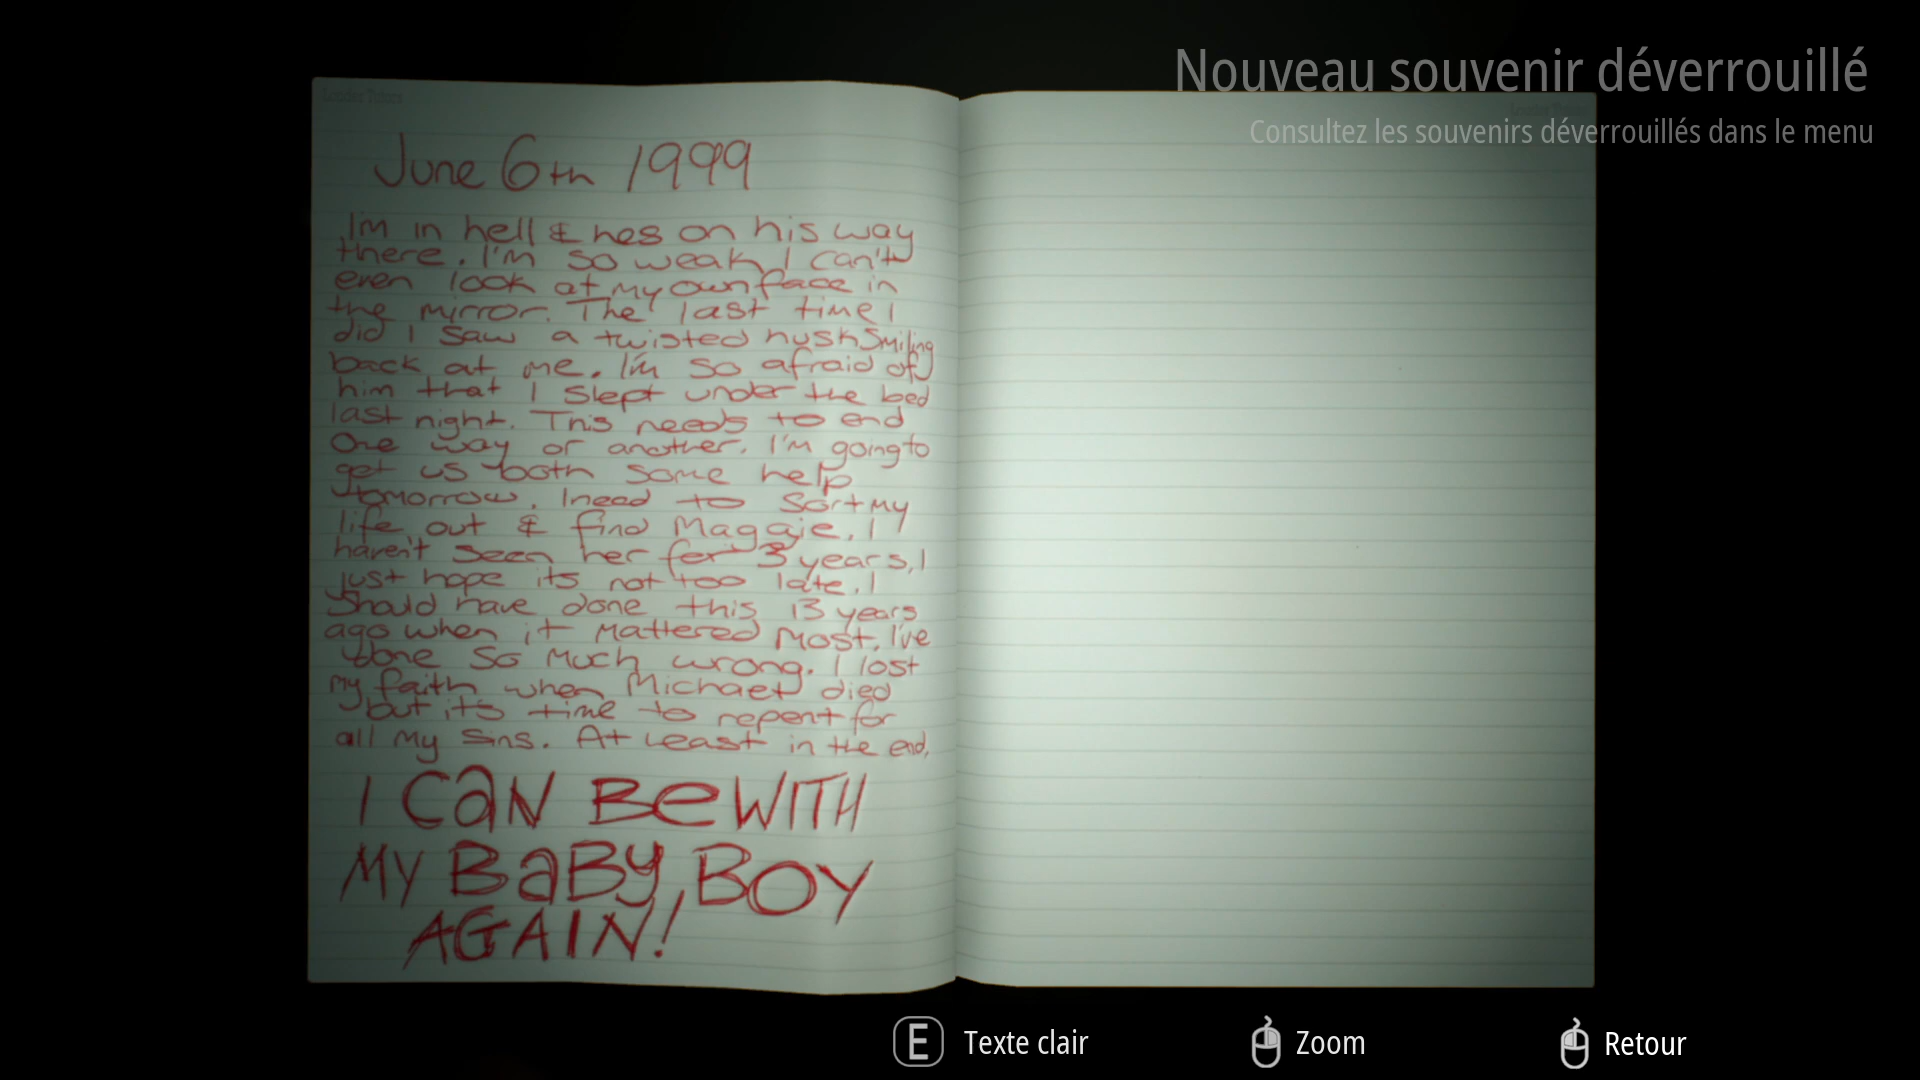 Nouveau souvenir déverrouillé
Consultez les souvenirs déverrouillés dans le menu
June 6th 1999
I'm in hell & hes on his way
there. I'm so weak I can't
even look at my own face in
the mirror. The last time I
did I saw a twisted husk smiling
back at me. I'm so afraid of
him that I slept under the bed
last night. This needs to end
one way or another. I'm going to
get us both some help
tomorrow. I need to sort my
life out & find Maggie. I
haven't seen her for 3 years, I
just hope its not too late. I
should have done this 13 years
ago when it mattered most. I've
done so much wrong. I lost
my faith when Michael died
but it's time to repent for
all my sins. At least in the end,
I CAN BE WITH
MY BABY BOY
AGAIN!
E Texte clair
Zoom
Retour